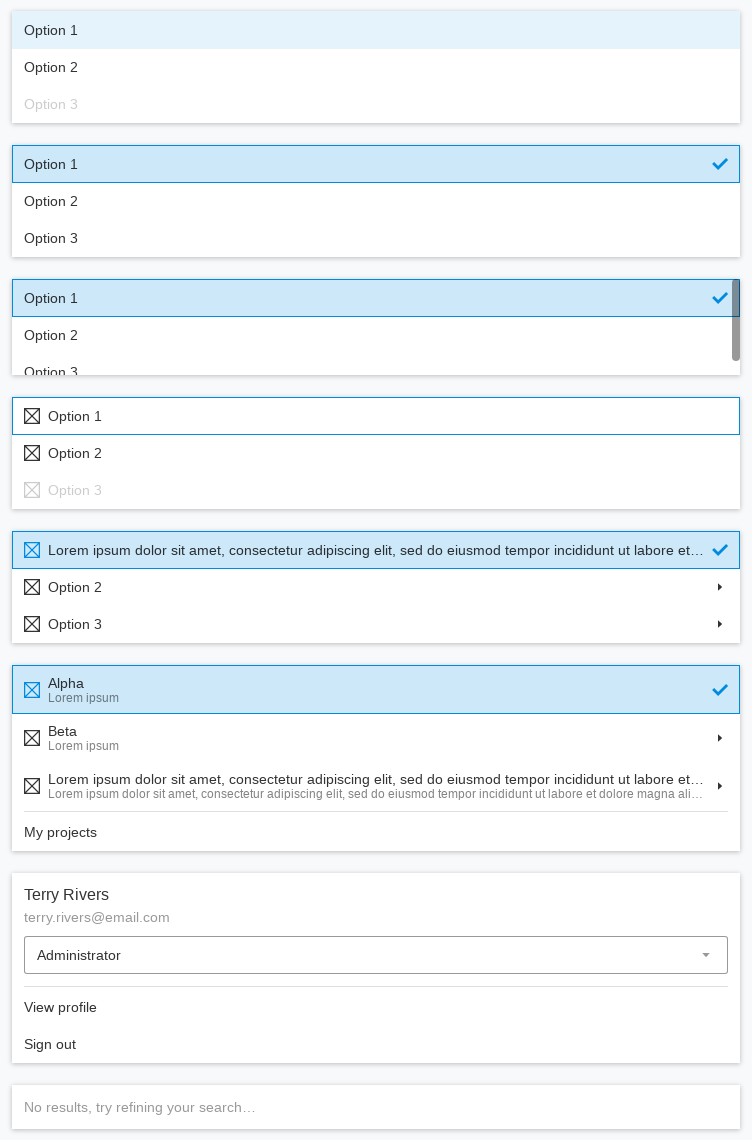 Option 1
Option 2
Option 3
Option 1
Option 2
Option 3
Option 1
Option 2
Option 3
Option 1
Option 2
Option 3
Lorem ipsum dolor sit amet, consectetur adipiscing elit, sed do eiusmod tempor incididunt ut labore et…
Option 2
Option 3
Alpha
Lorem ipsum
Beta
Lorem ipsum
Lorem ipsum dolor sit amet, consectetur adipiscing elit, sed do eiusmod tempor incididunt ut labore et…
Lorem ipsum dolor sit amet, consectetur adipiscing elit, sed do eiusmod tempor incididunt ut labore et dolore magna ali…
My projects
Terry Rivers
terry.rivers@email.com
Administrator
View profile
Sign out
No results, try refining your search…